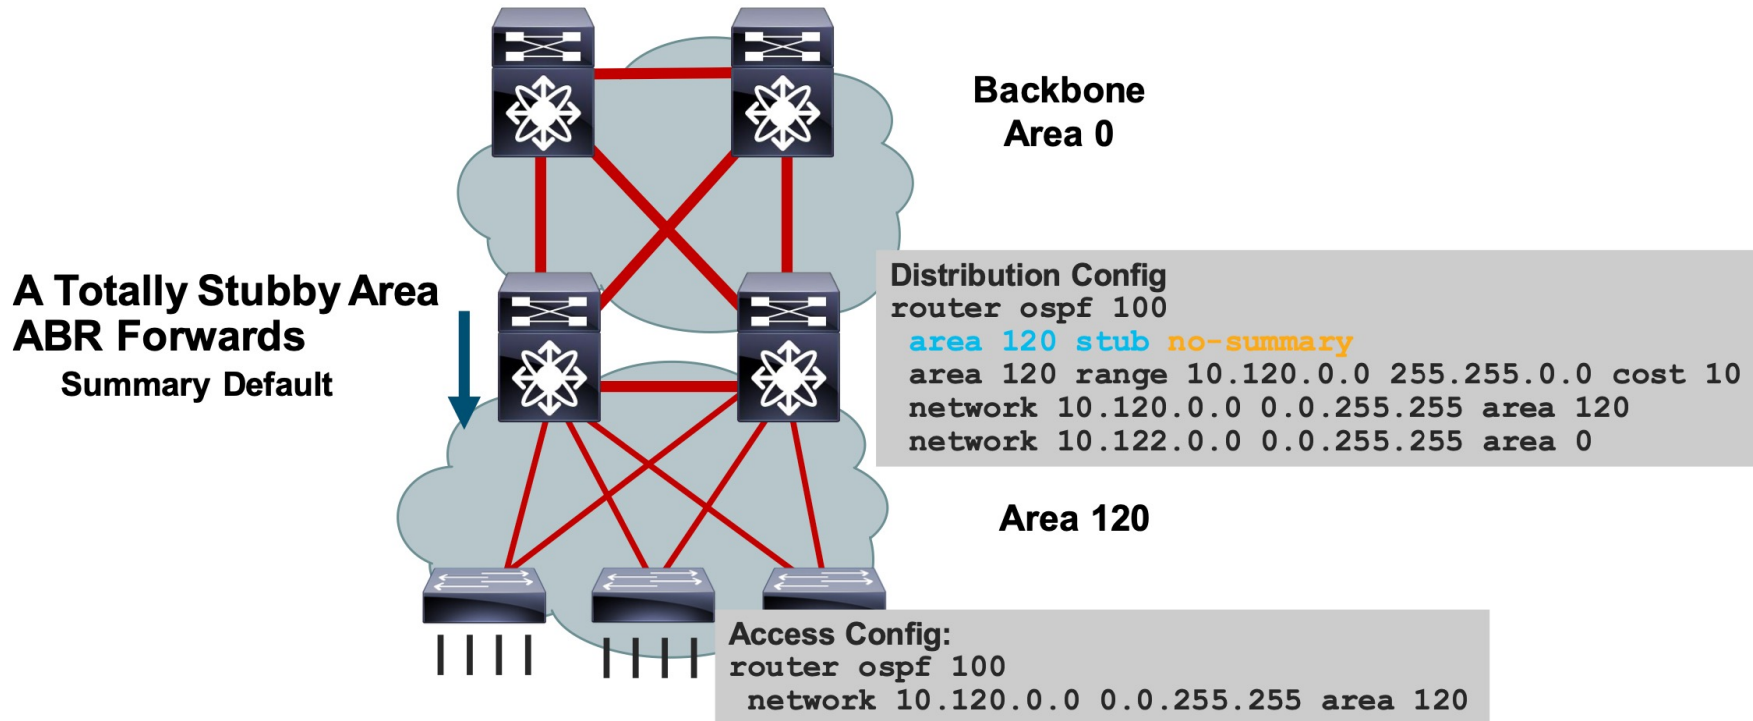 Backbone
Area 0
A Totally Stubby Area
ABR Forwards
Summary Default
Distribution Config
router ospf 100
area 120 stub no-summary
area 120 range 10.120.0.0 255.255.0.0 cost 10
network 10.120.0.0 0.0.255.255 area 120
network 10.122.0.0 0.0.255.255 area 0
Area 120
Access Config:
router ospf 100
network 10.120.0.0 0.0.255.255 area 120